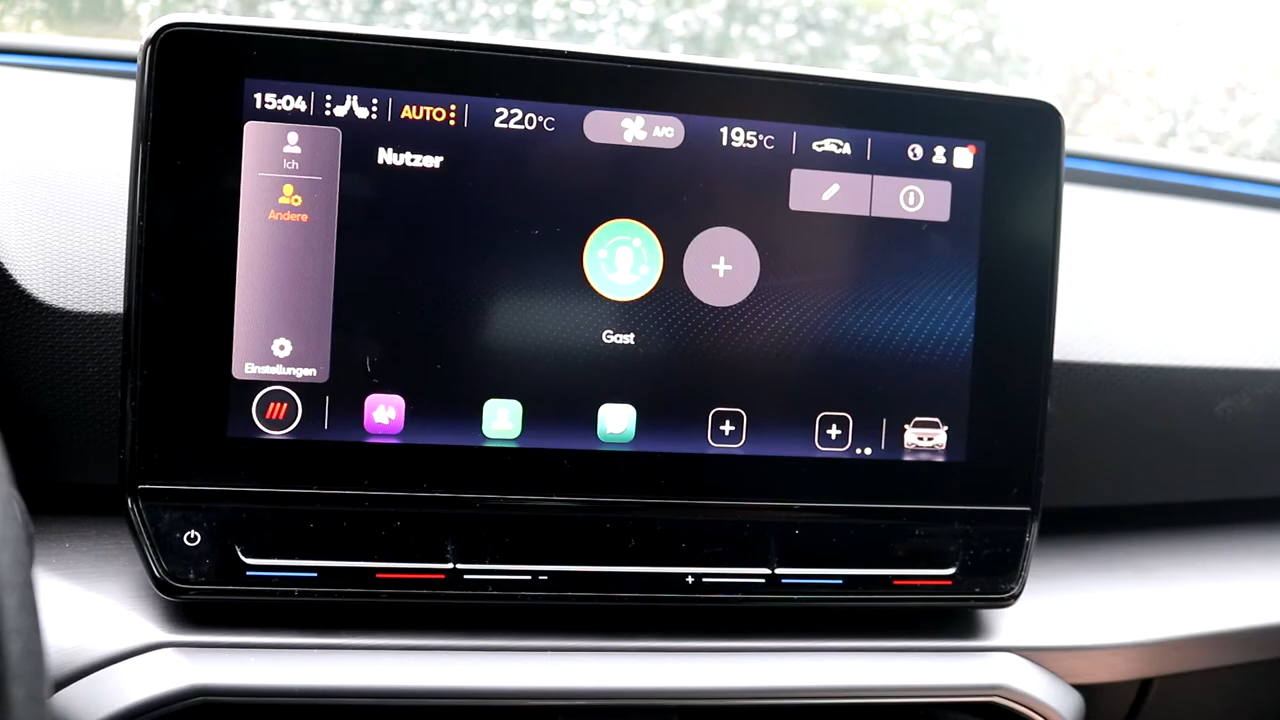 15:04 AUTO 22.0°C A/C 19.5°C A
Ich
Nutzer
Andere
Gast
Einstellungen